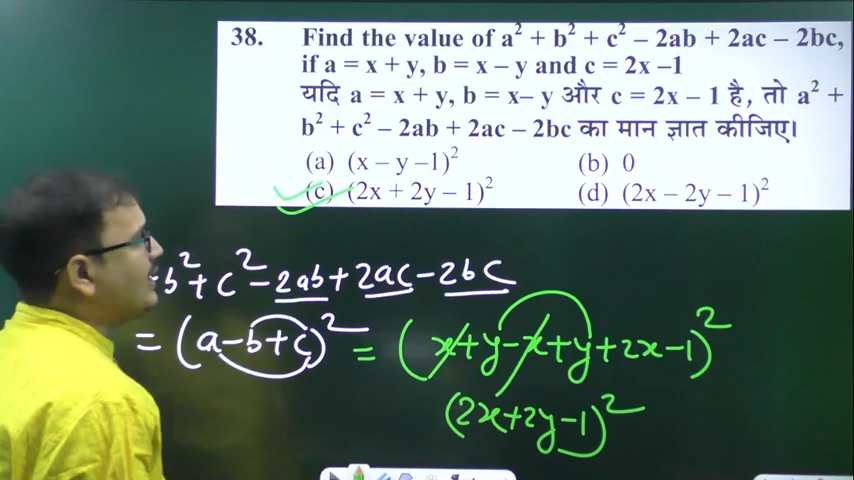 38. Find the value of a² + b² + c² – 2ab + 2ac – 2bc,
if a = x + y, b = x – y and c = 2x –1
यदि a = x + y, b = x– y और c = 2x – 1 है, तो a² +
b² + c² – 2ab + 2ac – 2bc का मान ज्ञात कीजिए।
(a) (x – y –1)² (b) 0
(c) (2x + 2y – 1)² (d) (2x – 2y – 1)²
b² + c² - 2ab + 2ac - 2bc
= (a - b + c)² = (x + y - x + y + 2x - 1)²
(2x + 2y - 1)²